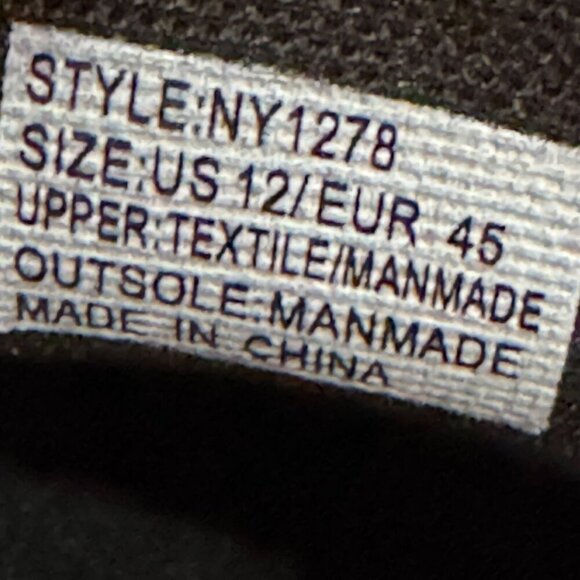 STYLE:NY1278
SIZE:US 12/EUR 45
UPPER:TEXTILE/MANMADE
OUTSOLE:MANMADE
MADE IN CHINA